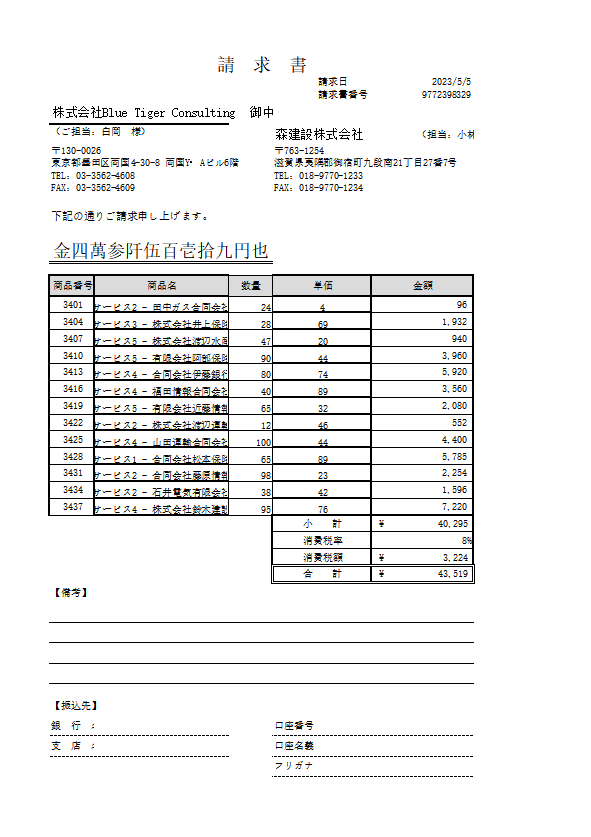 請 求 書
請求日 2023/5/5
請求書番号 9772398329
株式会社Blue Tiger Consulting 御中
(ご担当：白岡 様)
森建設株式会社 (担当：小林
〒130-0026
東京都墨田区両国4-30-8 両国Y・Aビル6階
TEL：03-3562-4608
FAX：03-3562-4609
〒763-1254
滋賀県夷隅郡御宿町九段南21丁目27番7号
TEL：018-9770-1233
FAX：018-9770-1234
下記の通りご請求申し上げます。
金四萬参阡伍百壱拾九円也
商品番号 商品名 数量 単価 金額
3401 サービス2 - 田中ガス合同会社 24 4 96
3404 サービス3 - 株式会社井上保険 28 69 1,932
3407 サービス5 - 株式会社渡辺水産 47 20 940
3410 サービス5 - 有限会社阿部保険 90 44 3,960
3413 サービス4 - 合同会社伊藤銀行 80 74 5,920
3416 サービス4 - 福田情報合同会社 40 89 3,560
3419 サービス5 - 有限会社近藤情報 65 32 2,080
3422 サービス2 - 株式会社渡辺運輸 12 46 552
3425 サービス4 - 山田運輸合同会社 100 44 4,400
3428 サービス1 - 合同会社松本保険 65 89 5,785
3431 サービス2 - 合同会社藤原情報 98 23 2,254
3434 サービス2 - 石井電気有限会社 38 42 1,596
3437 サービス4 - 株式会社鈴木建設 95 76 7,220
小 計 ¥ 40,295
消費税率 8%
消費税額 ¥ 3,224
合 計 ¥ 43,519
【備考】
【振込先】
銀 行 ：
支 店 ：
口座番号
口座名義
フリガナ